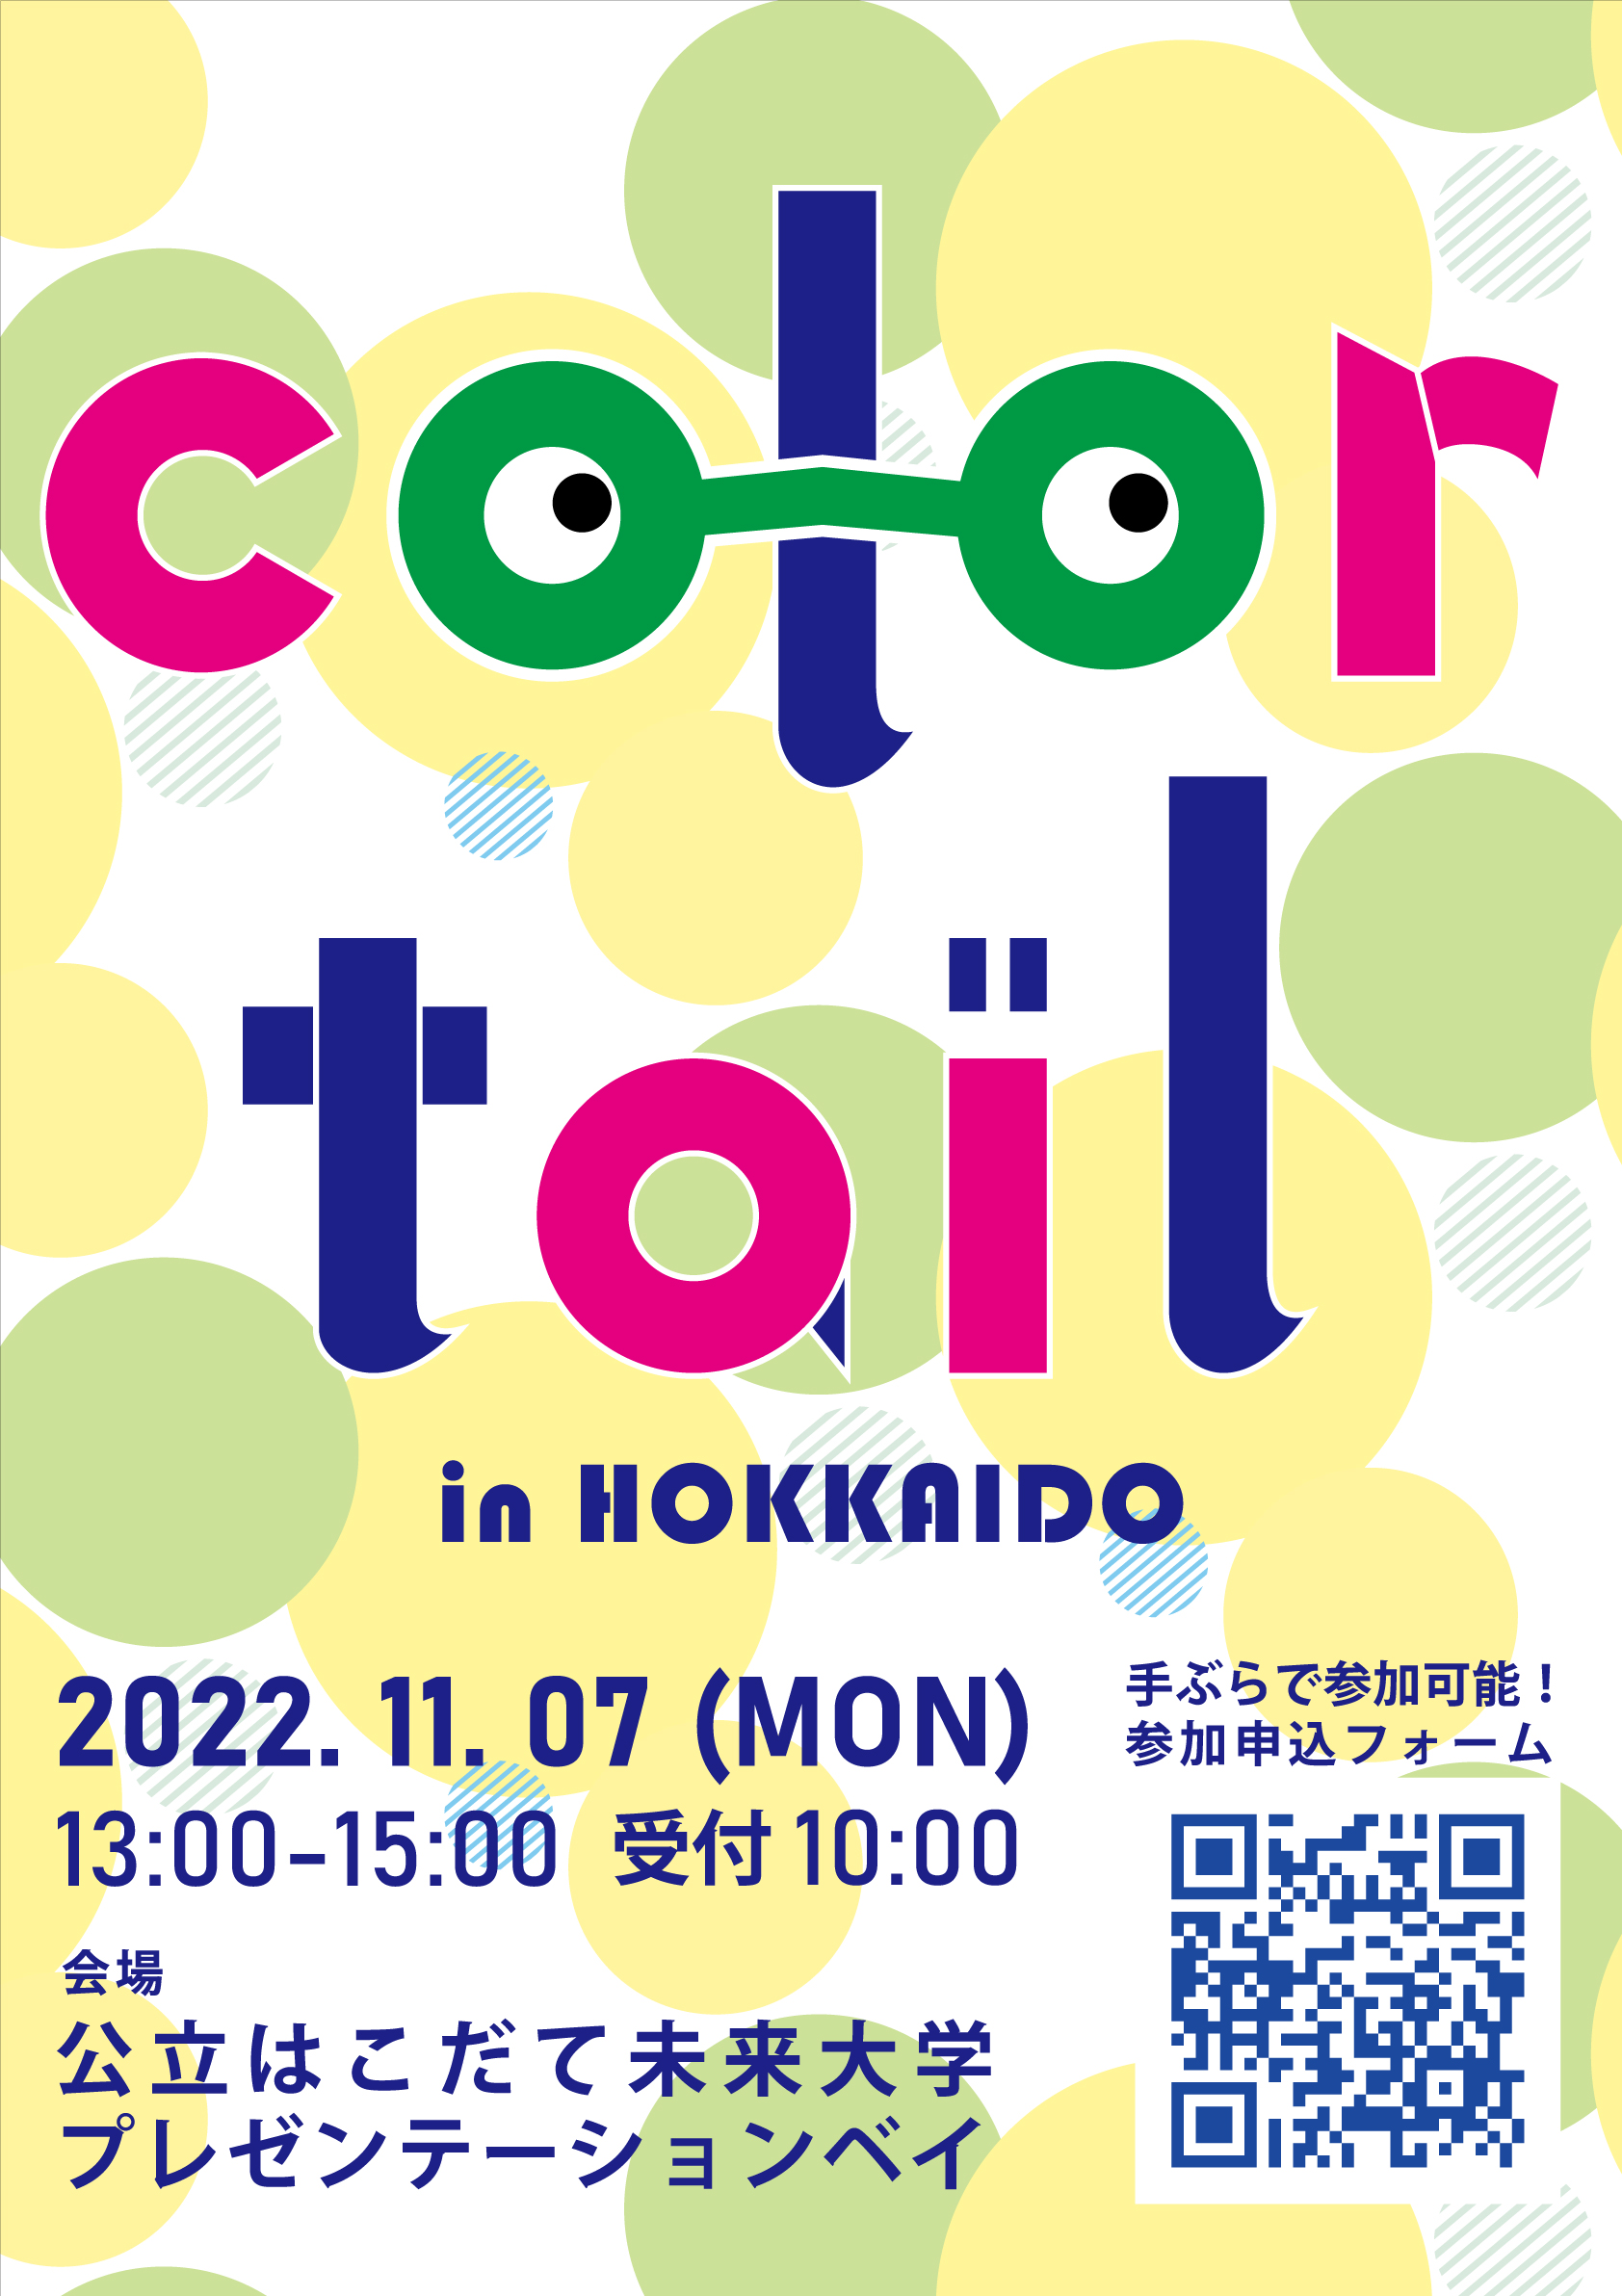 color
taïl
in HOKKAIDO
2022. 11. 07 (MON)
13:00-15:00 受付 10:00
手ぶらで参加可能！
参加申込フォーム
会場
公立はこだて未来大学
プレゼンテーションベイ